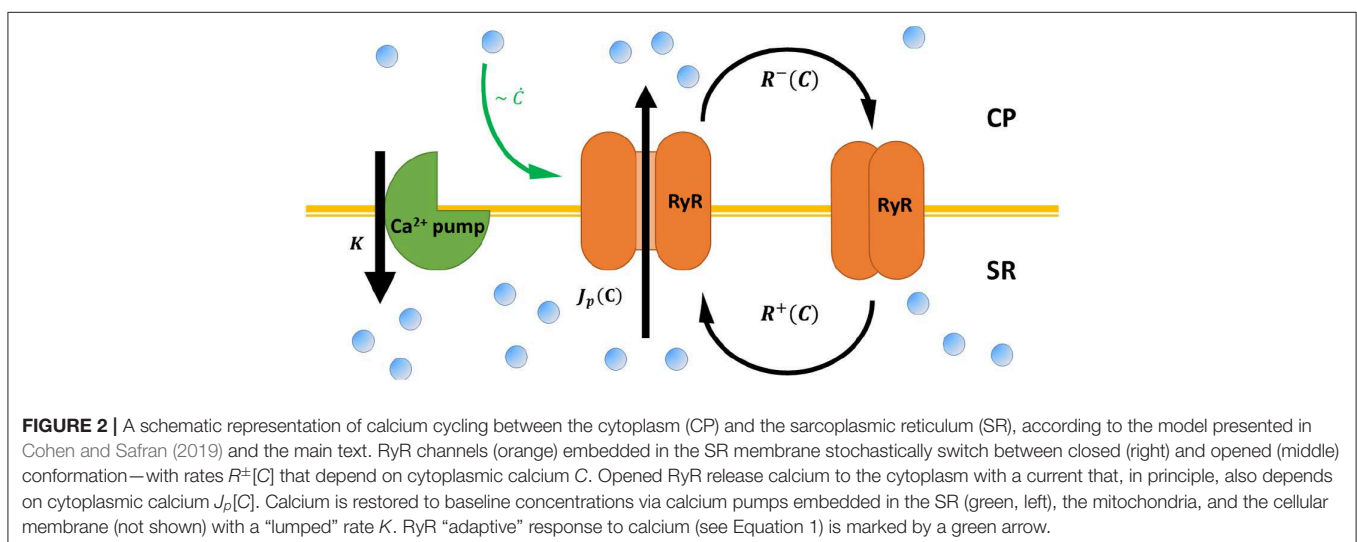 ~ Ċ
R⁻(C)
CP
RyR
RyR
Ca²⁺ pump
K
SR
Jₚ(C)
R⁺(C)
FIGURE 2 | A schematic representation of calcium cycling between the cytoplasm (CP) and the sarcoplasmic reticulum (SR), according to the model presented in
Cohen and Safran (2019) and the main text. RyR channels (orange) embedded in the SR membrane stochastically switch between closed (right) and opened (middle)
conformation—with rates R±[C] that depend on cytoplasmic calcium C. Opened RyR release calcium to the cytoplasm with a current that, in principle, also depends
on cytoplasmic calcium Jₚ[C]. Calcium is restored to baseline concentrations via calcium pumps embedded in the SR (green, left), the mitochondria, and the cellular
membrane (not shown) with a “lumped” rate K. RyR “adaptive” response to calcium (see Equation 1) is marked by a green arrow.